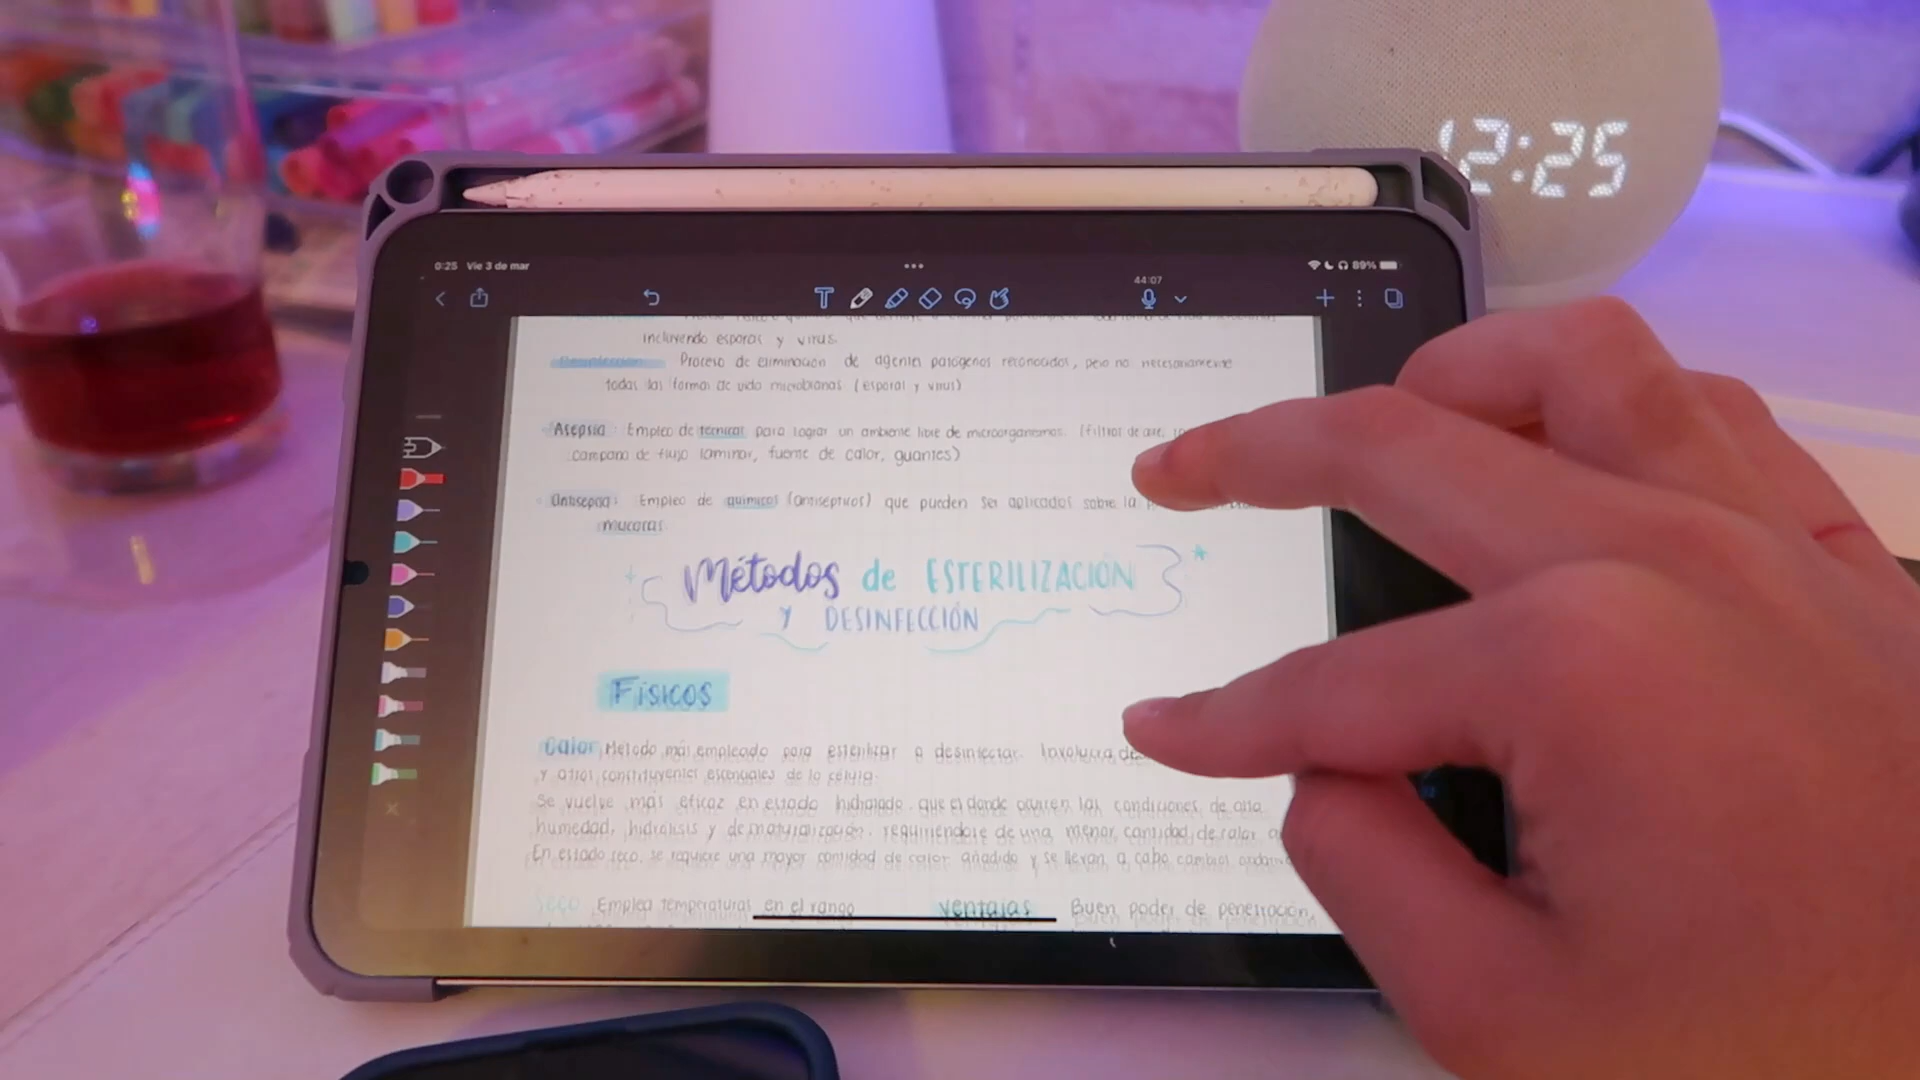 12:25
0:25 Vie 3 de mar
89%
44:07
incluyendo esporas y virus.
Desinfección: Proceso de eliminación de agentes patógenos reconocidos, pero no necesariamente
todas las formas de vida microbianas (esporas y virus)
Asepsia: Empleo de técnicas para lograr un ambiente libre de microorganismos. (filtros de aire,
campana de flujo laminar, fuente de calor, guantes)
Antisepsia: Empleo de químicos (antisépticos) que pueden ser aplicados sobre la
mucosas
Métodos de ESTERILIZACIÓN
Y DESINFECCIÓN
Físicos
Calor Método más empleado para esterilizar o desinfectar. Involucra
y otros constituyentes esenciales de la célula.
Se vuelve más eficaz en estado hidratado, que es donde ocurren las condiciones de alta
humedad, hidrólisis y desnaturalización, requiriéndose de una menor cantidad de calor
En estado seco, se requiere una mayor cantidad de calor añadido y se llevan a cabo cambios
Seco Emplea temperaturas en el rango
ventajas Buen poder de penetración,